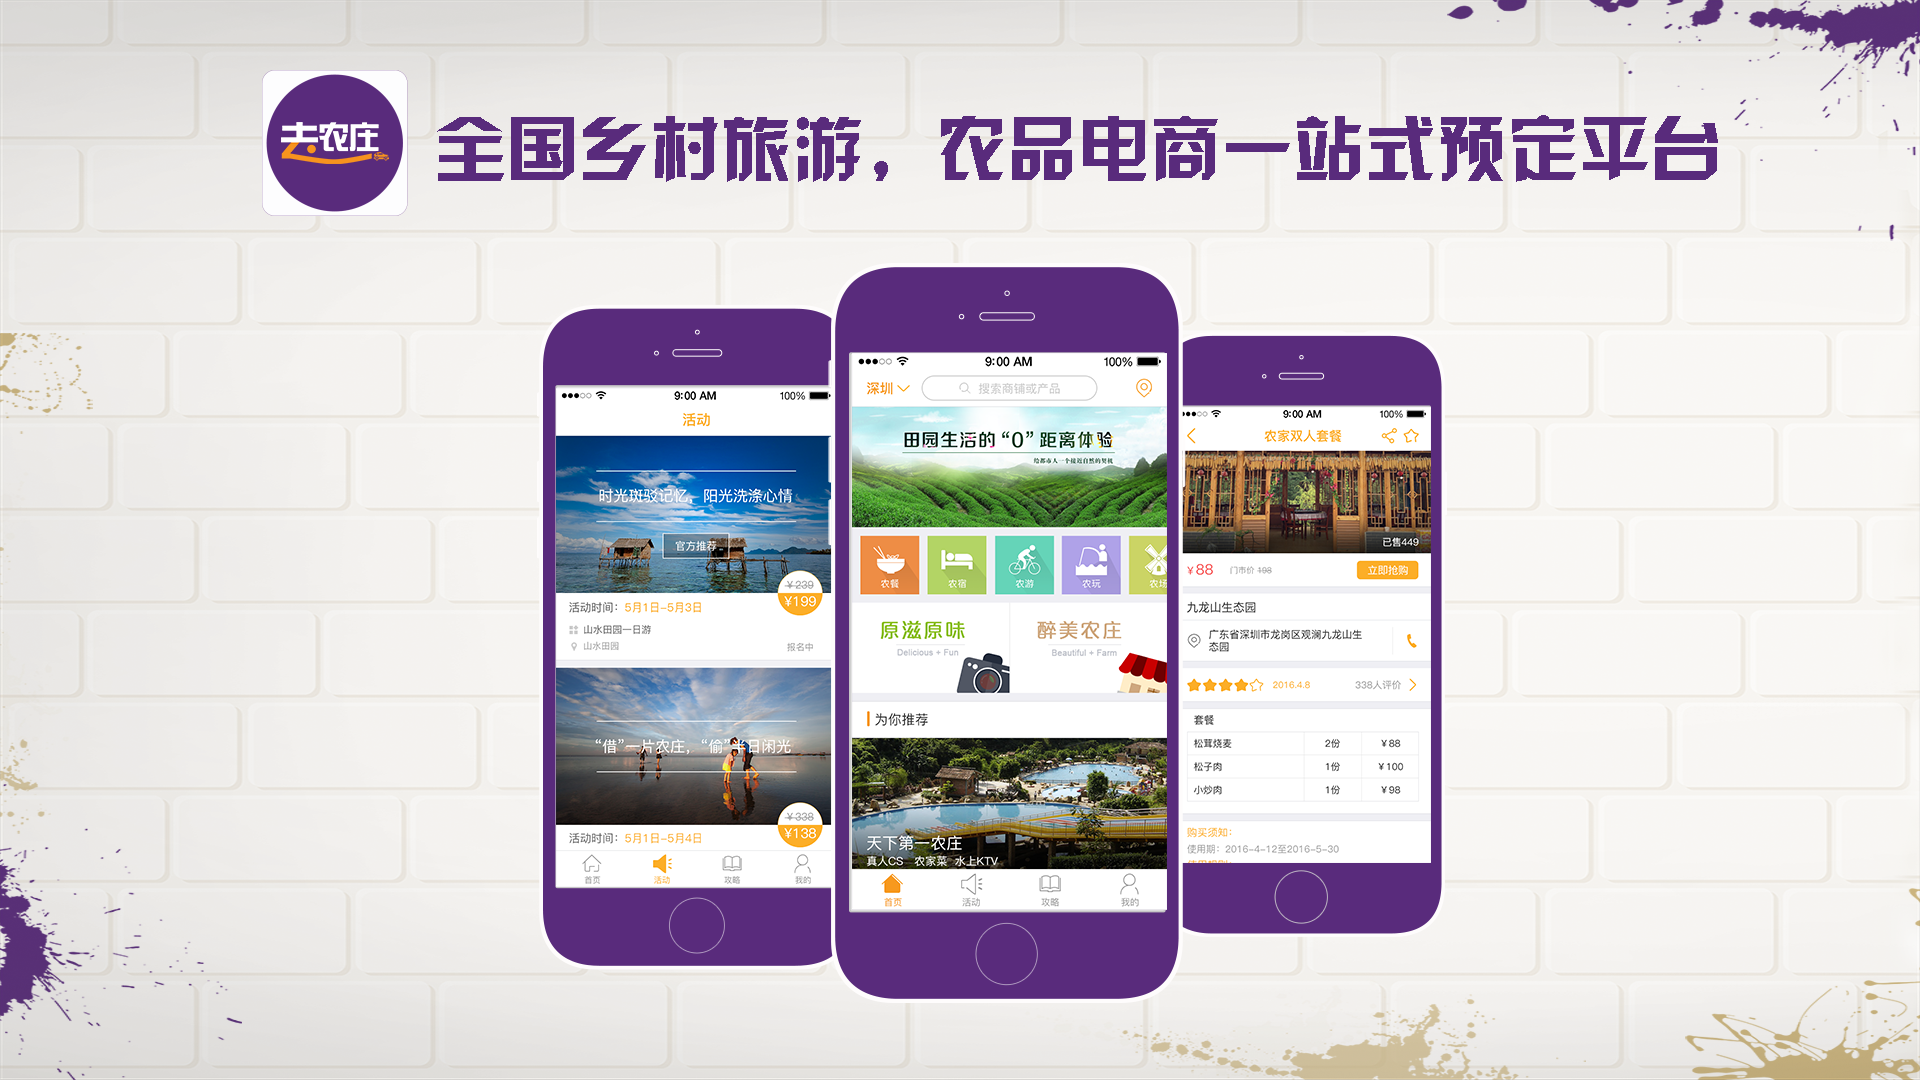 去农庄
全国乡村旅游，农品电商一站式预定平台
9:00 AM
100%
活动
时光斑驳记忆，阳光洗涤心情
官方推荐
￥239
￥199
活动时间：5月1日-5月3日
山水田园一日游
山水田园
报名中
“借”一片农庄，“偷”半日闲光
￥338
￥138
活动时间：5月1日-5月4日
首页
活动
攻略
我的
9:00 AM
100%
深圳
搜索商铺或产品
田园生活的“0”距离体验
给都市人一个接近自然的契机
农餐
农宿
农游
农玩
农场
原滋原味
Delicious + Fun
醉美农庄
Beautiful + Farm
为你推荐
天下第一农庄
真人CS 农家菜 水上KTV
首页
活动
攻略
我的
9:00 AM
100%
农家双人套餐
已售449
￥88
门市价 198
立即抢购
九龙山生态园
广东省深圳市龙岗区观澜九龙山生
态园
2016.4.8
338人评价
套餐
松茸烧麦 2份 ￥88
松子肉 1份 ￥100
小炒肉 1份 ￥98
购买须知：
使用期：2016-4-12至2016-5-30